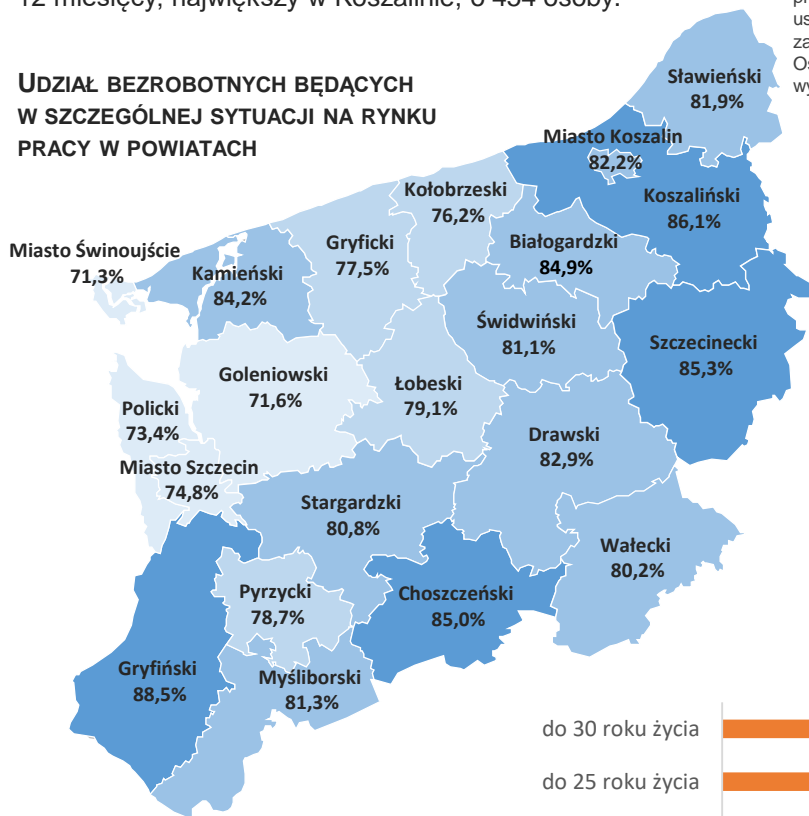 12 miesięcy, największy w Koszalinie,
UDZIAŁ BEZROBOTNYCH BĘDĄCYCH
W SZCZEGÓLNEJ SYTUACJI NA RYNKU
PRACY W POWIATACH
Sławieński
81,9%
Miasto Koszalin
82,2%
Kołobrzeski
76,2%
Koszaliński
86,1%
Miasto Świnoujście
71,3%
Kamieński
84,2%
Gryficki
77,5%
Białogardzki
84,9%
Świdwiński
81,1%
Szczecinecki
85,3%
Goleniowski
71,6%
Łobeski
79,1%
Policki
73,4%
Drawski
82,9%
Miasto Szczecin
74,8%
Stargardzki
80,8%
Wałecki
80,2%
Pyrzycki
78,7%
Choszczeński
85,0%
Gryfiński
88,5%
Myśliborski
81,3%
do 30 roku życia
do 25 roku życia